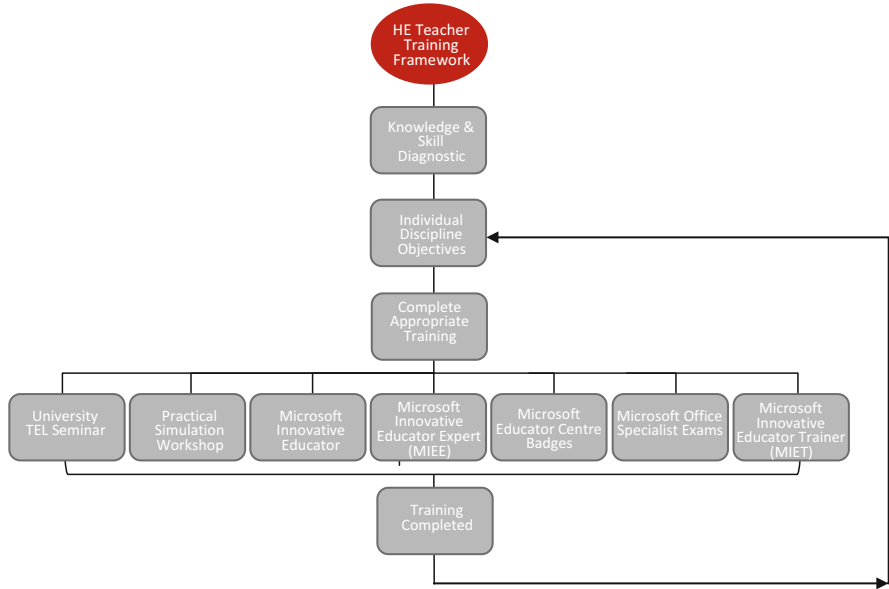 HE Teacher
Training
Framework
Knowledge &
Skill
Diagnostic
Individual
Discipline
Objectives
Complete
Appropriate
Training
University
TEL Seminar
Practical
Simulation
Workshop
Microsoft
Innovative
Educator
Microsoft
Innovative
Educator Expert
(MIEE)
Microsoft
Educator Centre
Badges
Microsoft Office
Specialist Exams
Microsoft
Innovative
Educator Trainer
(MIET)
Training
Completed